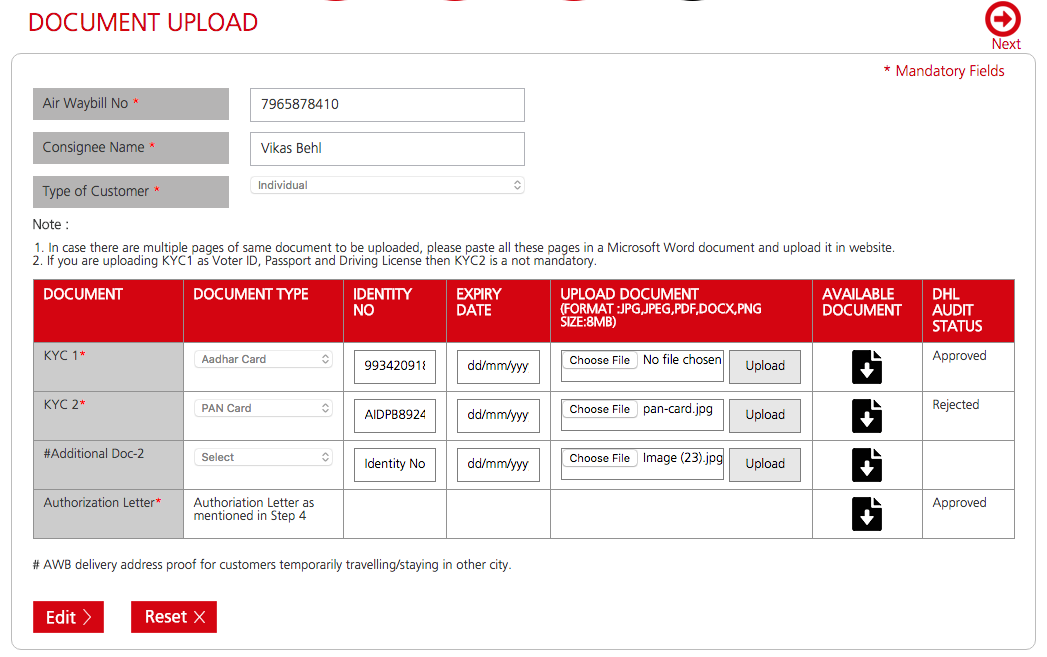 DOCUMENT UPLOAD
Next
* Mandatory Fields
Air Waybill No *
7965878410
Consignee Name *
Vikas Behl
Type of Customer *
Individual
Note :
1. In case there are multiple pages of same document to be uploaded, please paste all these pages in a Microsoft Word document and upload it in website.
2. If you are uploading KYC1 as Voter ID, Passport and Driving License then KYC2 is a not mandatory.
DOCUMENT
DOCUMENT TYPE
IDENTITY
NO
EXPIRY
DATE
UPLOAD DOCUMENT
(FORMAT :JPG,JPEG,PDF,DOCX,PNG
SIZE:8MB)
AVAILABLE
DOCUMENT
DHL
AUDIT
STATUS
KYC 1*
Aadhar Card
99342091
dd/mm/yyy
Choose File No file chosen
Upload
Approved
KYC 2*
PAN Card
AIDPB8924
dd/mm/yyy
Choose File pan-card.jpg
Upload
Rejected
#Additional Doc-2
Select
Identity No
dd/mm/yyy
Choose File Image (23).jpg
Upload
Authorization Letter*
Authoriation Letter as
mentioned in Step 4
Approved
# AWB delivery address proof for customers temporarily travelling/staying in other city.
Edit
Reset